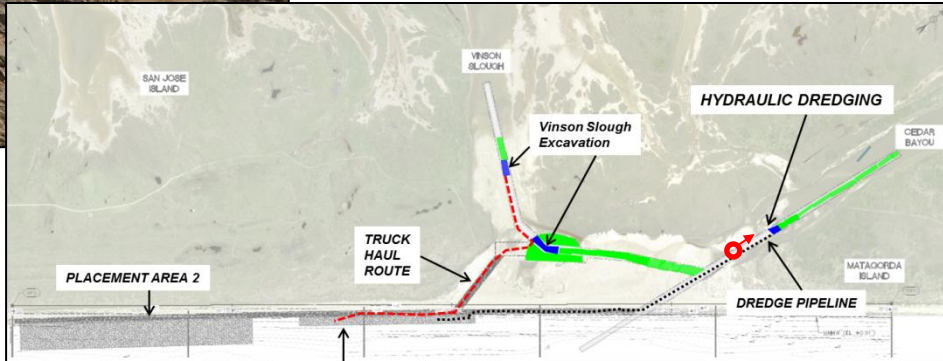 VINSON
SLOUGH
SAN JOSE
ISLAND
HYDRAULIC DREDGING
Vinson Slough
Excavation
CEDAR
BAYOU
TRUCK
HAUL
ROUTE
PLACEMENT AREA 2
MATAGORDA
ISLAND
DREDGE PIPELINE